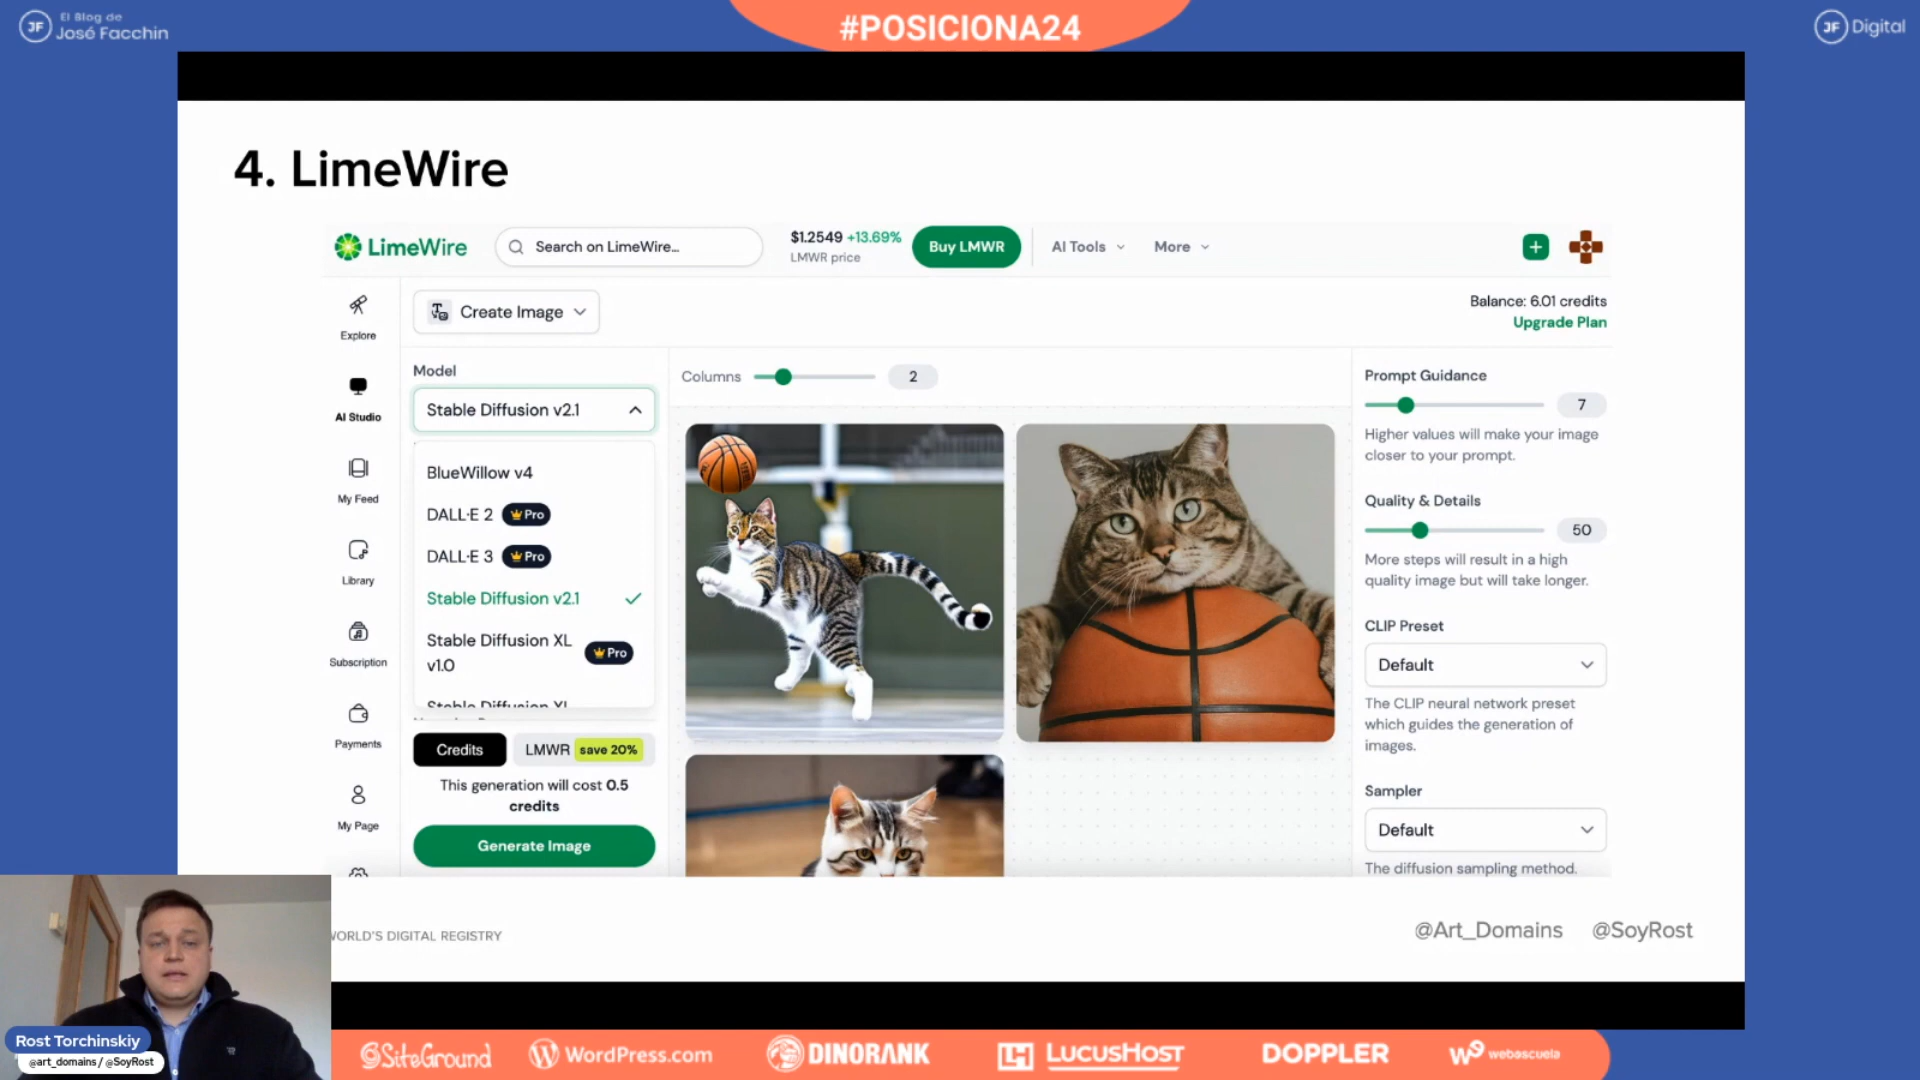 JF El Blog de
José Facchin
#POSICIONA24
JF Digital
4. LimeWire
LimeWire
Search on LimeWire...
$1.2549 +13.69%
LMWR price
Buy LMWR
AI Tools
More
Explore
AI Studio
My Feed
Library
Subscription
Payments
My Page
Create Image
Balance: 6.01 credits
Upgrade Plan
Model
Stable Diffusion v2.1
BlueWillow v4
DALL·E 2 Pro
DALL·E 3 Pro
Stable Diffusion v2.1
Stable Diffusion XL
v1.0 Pro
Stable Diffusion XL
Credits
LMWR save 20%
This generation will cost 0.5
credits
Generate Image
Columns 2
Prompt Guidance
7
Higher values will make your image
closer to your prompt.
Quality & Details
50
More steps will result in a high
quality image but will take longer.
CLIP Preset
Default
The CLIP neural network preset
which guides the generation of
images.
Sampler
Default
The diffusion sampling method.
WORLD'S DIGITAL REGISTRY
@Art_Domains @SoyRost
Rost Torchinskiy
@art_domains / @SoyRost
SiteGround
WordPress.com
DINORANK
LH LucusHost
DOPPLER
webescuela